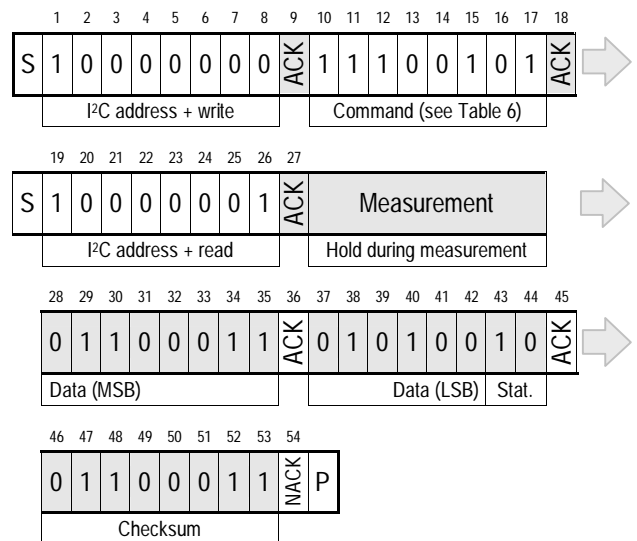 1 2 3 4 5 6 7 8 9 10 11 12 13 14 15 16 17 18
S 1 0 0 0 0 0 0 0 ACK 1 1 1 0 0 1 0 1 ACK
I²C address + write Command (see Table 6)
19 20 21 22 23 24 25 26 27
S 1 0 0 0 0 0 0 1 ACK Measurement
I²C address + read Hold during measurement
28 29 30 31 32 33 34 35 36 37 38 39 40 41 42 43 44 45
0 1 1 0 0 0 1 1 ACK 0 1 0 1 0 0 1 0 ACK
Data (MSB) Data (LSB) Stat.
46 47 48 49 50 51 52 53 54
0 1 1 0 0 0 1 1 NACK P
Checksum